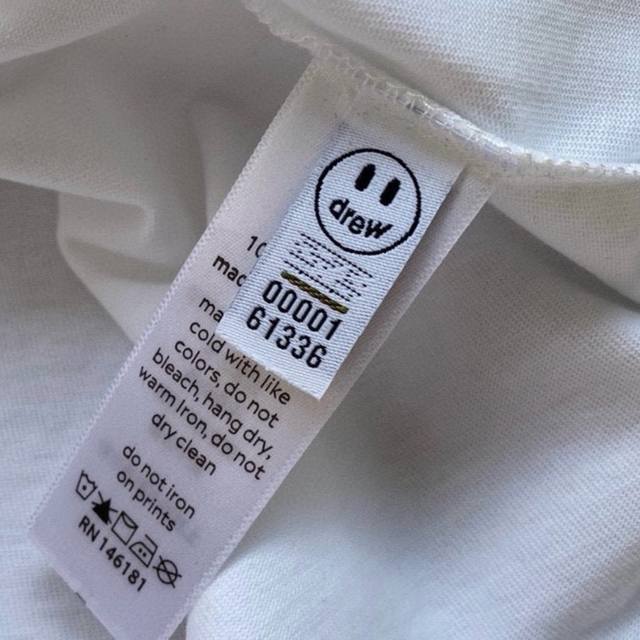 drew
00001
61336
10
mad
ma
cold with like
colors, do not
bleach, hang dry.
warm iron, do not
dry clean
do not iron
on prints
RN 146181